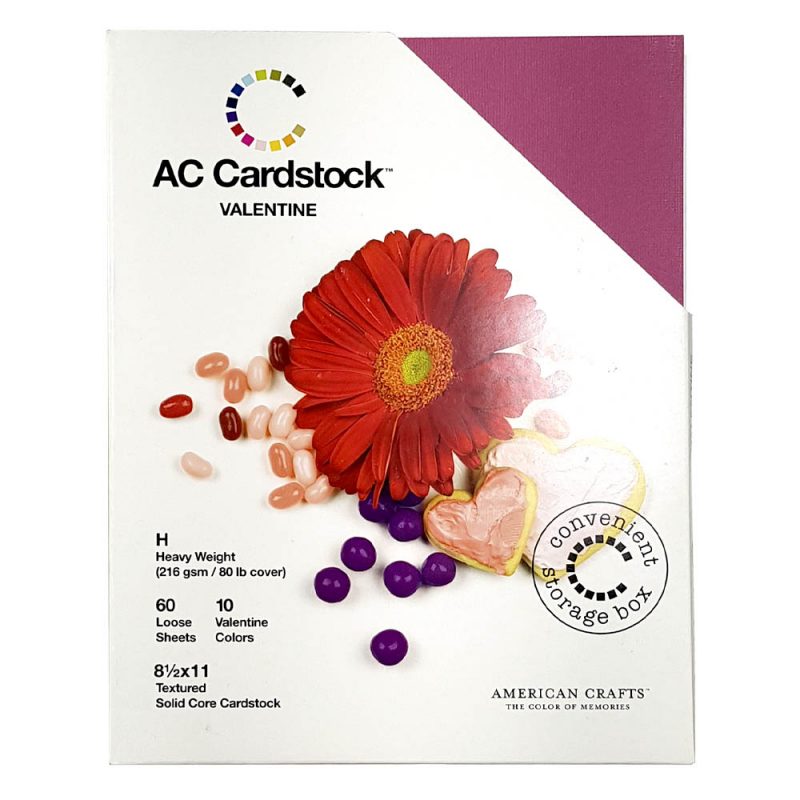 AC Cardstock™
VALENTINE
H
Heavy Weight
(216 gsm / 80 lb cover)
60
Loose
Sheets
10
Valentine
Colors
8½x11
Textured
Solid Core Cardstock
convenient
storage box
AMERICAN CRAFTS™
THE COLOR OF MEMORIES